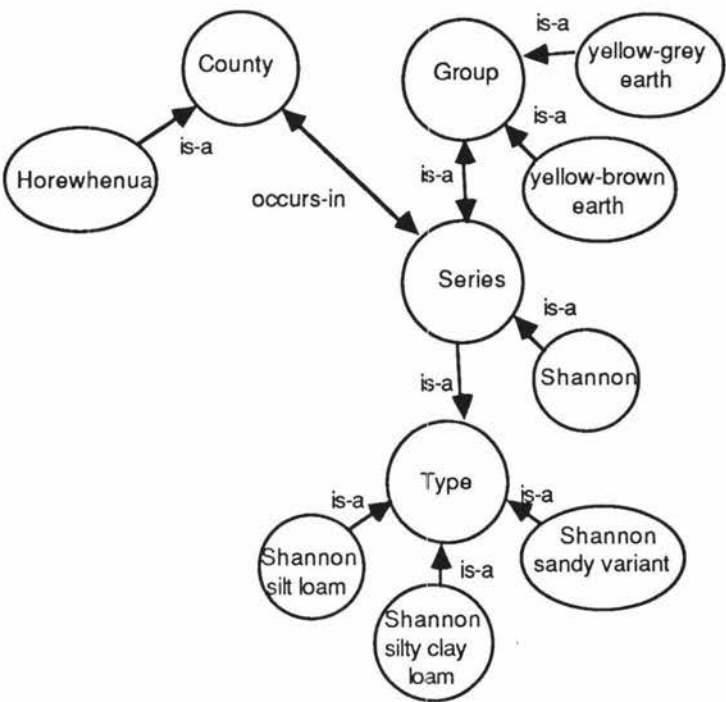 is-a
County
Group
yellow-grey
earth
is-a
is-a
Horewhenua
is-a
yellow-brown
earth
occurs-in
Series
is-a
Shannon
is-a
Type
is-a
is-a
Shannon
silt loam
Shannon
sandy variant
is-a
Shannon
silty clay
loam